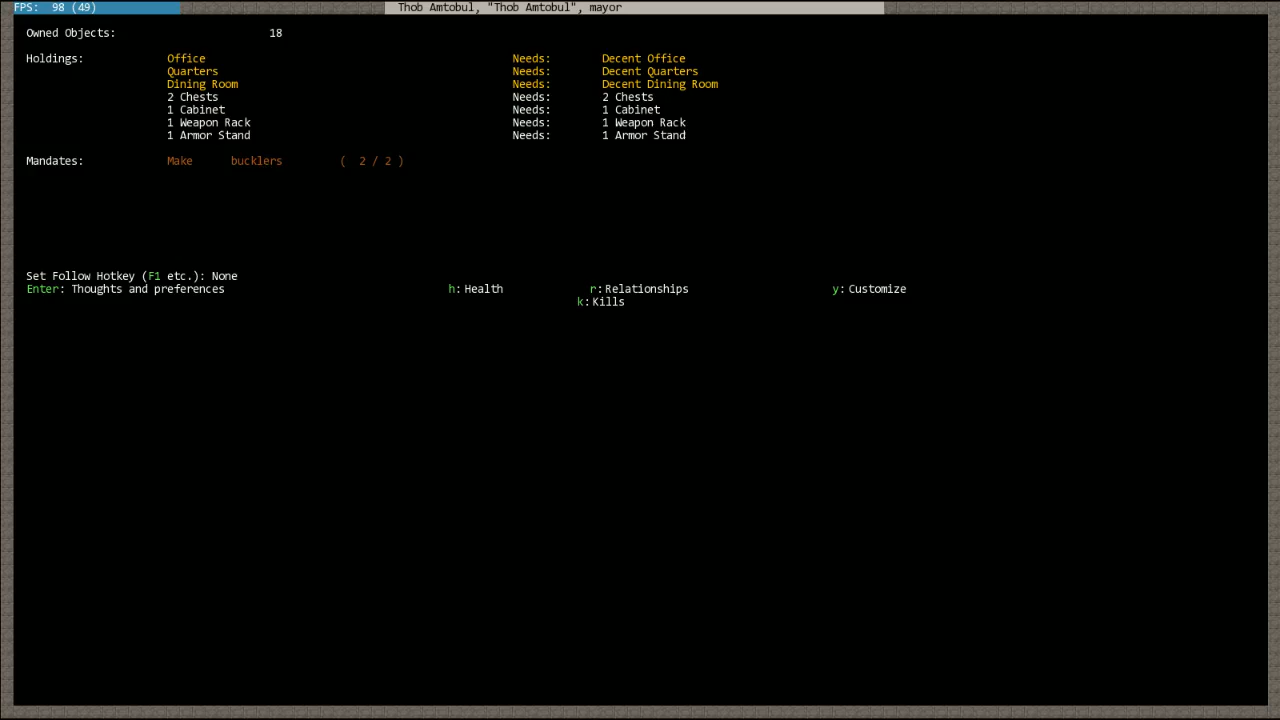 FPS: 98 (49) Thob Amtobul, "Thob Amtobul", mayor
Owned Objects: 18
Holdings: Office Needs: Decent Office
Quarters Needs: Decent Quarters
Dining Room Needs: Decent Dining Room
2 Chests Needs: 2 Chests
1 Cabinet Needs: 1 Cabinet
1 Weapon Rack Needs: 1 Weapon Rack
1 Armor Stand Needs: 1 Armor Stand
Mandates: Make bucklers ( 2 / 2 )
Set Follow Hotkey (F1 etc.): None
Enter: Thoughts and preferences h: Health r: Relationships y: Customize
k: Kills